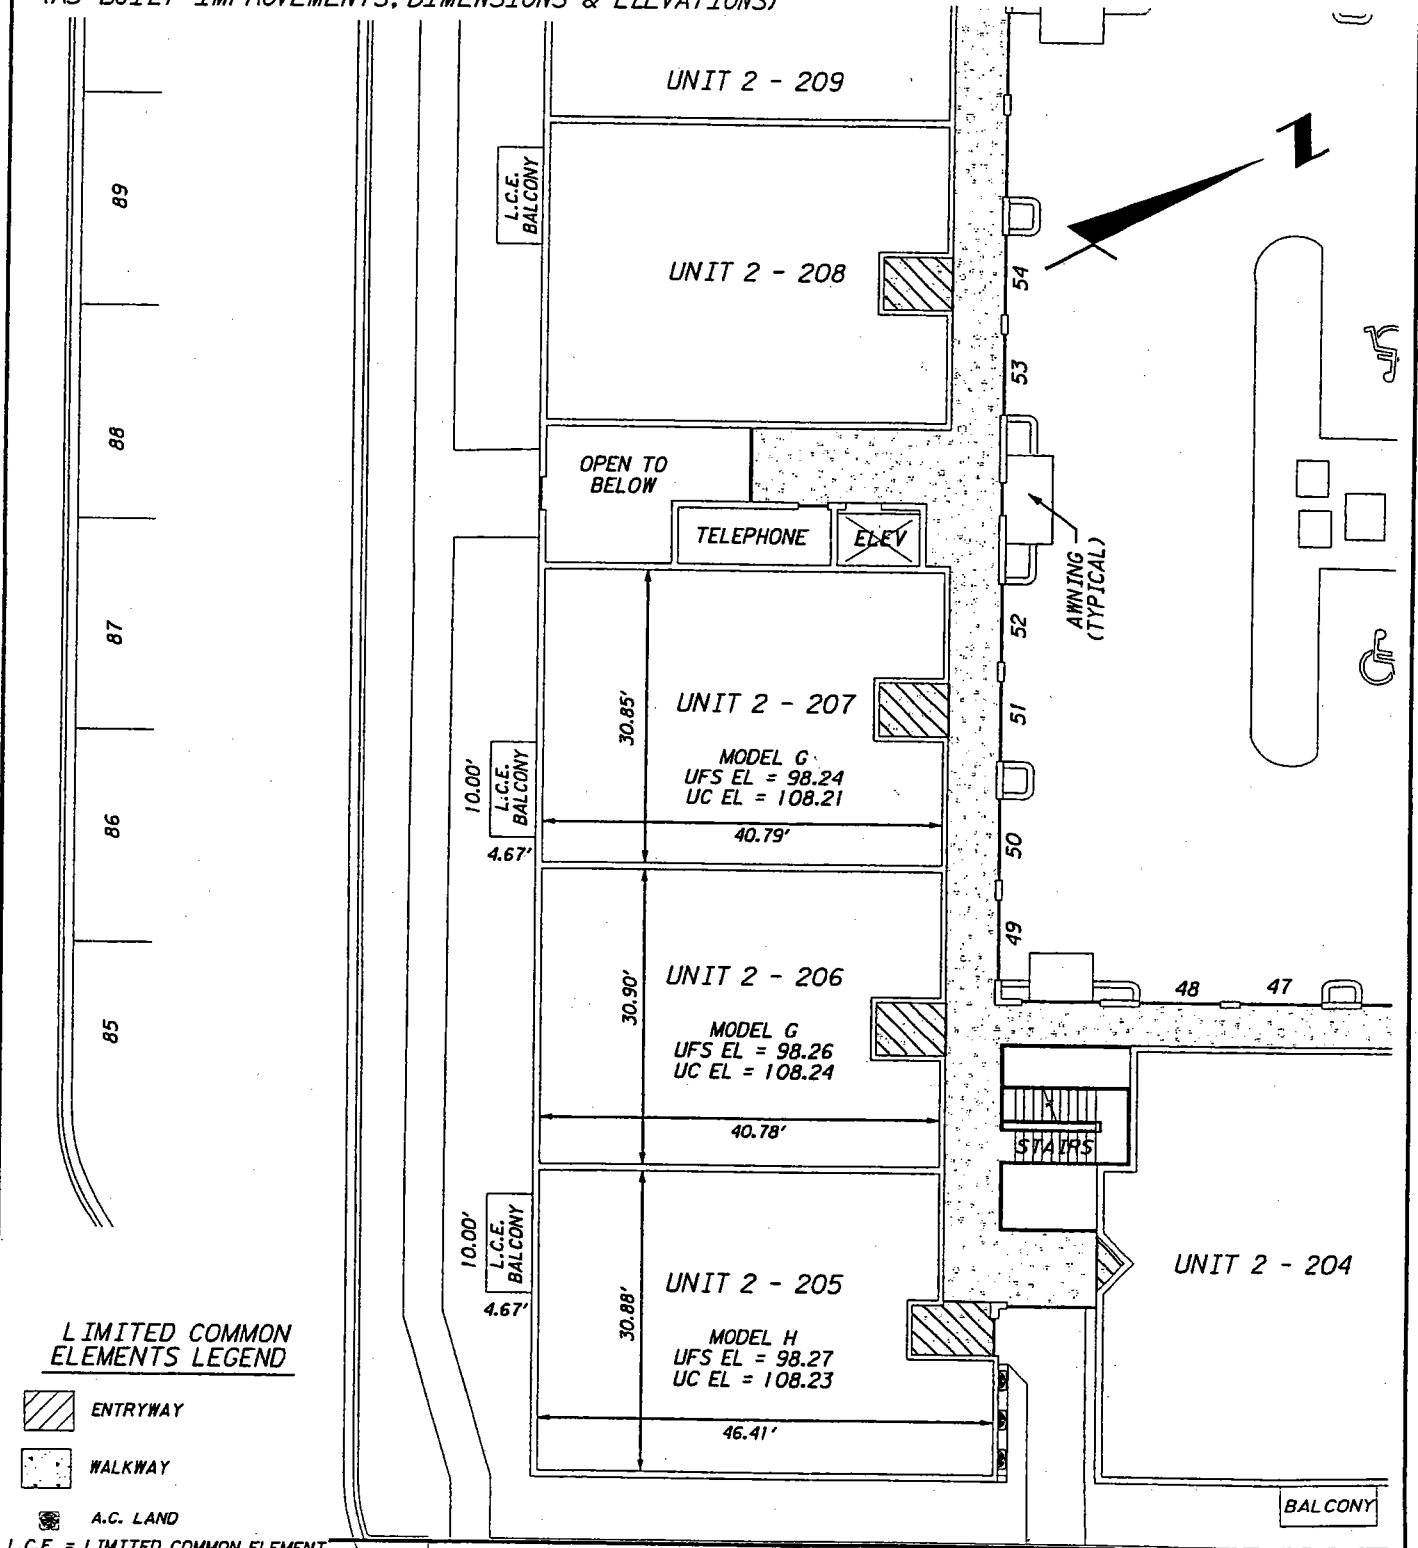 (AS-BUILT IMPROVEMENTS, DIMENSIONS & ELEVATIONS)
UNIT 2 - 209
L.C.E.
BALCONY
89
UNIT 2 - 208
54
53
88
OPEN TO
BELOW
TELEPHONE
ELEV
AWNING
(TYPICAL)
52
87
30.85'
UNIT 2 - 207
51
MODEL G
UFS EL = 98.24
UC EL = 108.21
10.00'
L.C.E.
BALCONY
4.67'
40.79'
86
50
49
UNIT 2 - 206
30.90'
MODEL G
UFS EL = 98.26
UC EL = 108.24
40.78'
48
47
85
STAIRS
10.00'
L.C.E.
BALCONY
4.67'
UNIT 2 - 205
30.88'
MODEL H
UFS EL = 98.27
UC EL = 108.23
46.41'
UNIT 2 - 204
BALCONY
LIMITED COMMON
ELEMENTS LEGEND
ENTRYWAY
WALKWAY
A.C. LAND
L.C.E. = LIMITED COMMON ELEMENT